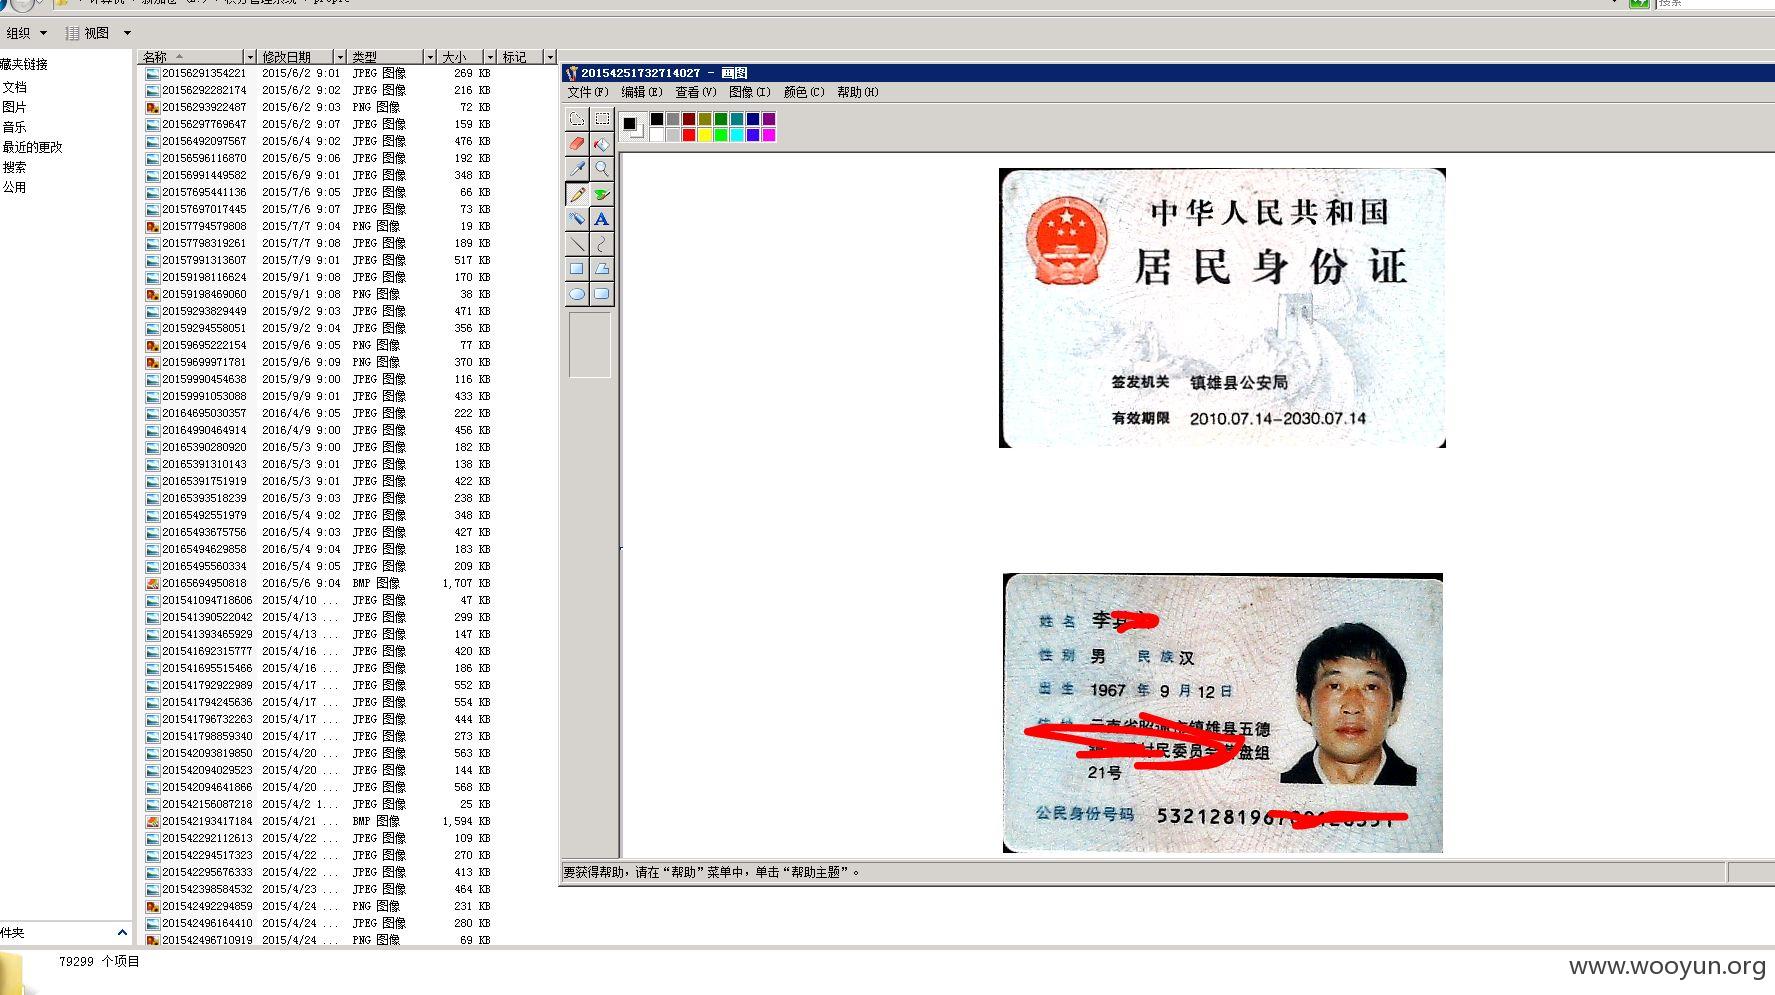 组织 视图
藏夹链接
文档
图片
音乐
最近的更改
搜索
公用
名称 修改日期 类型 大小 标记
20156291354221 2015/6/2 9:01 JPEG 图像 269 KB
20156292282174 2015/6/2 9:02 JPEG 图像 216 KB
20156293922487 2015/6/2 9:03 PNG 图像 72 KB
20156297769647 2015/6/2 9:07 JPEG 图像 159 KB
20156492097567 2015/6/4 9:02 JPEG 图像 476 KB
20156596116870 2015/6/5 9:06 JPEG 图像 192 KB
20156991449582 2015/6/9 9:01 JPEG 图像 348 KB
20157695441136 2015/7/6 9:05 JPEG 图像 66 KB
20157697017445 2015/7/6 9:07 JPEG 图像 73 KB
20157794579808 2015/7/7 9:04 PNG 图像 19 KB
20157798319261 2015/7/7 9:08 JPEG 图像 189 KB
20157991313607 2015/7/9 9:01 JPEG 图像 517 KB
20159198116624 2015/9/1 9:08 JPEG 图像 170 KB
20159198469060 2015/9/1 9:08 PNG 图像 38 KB
20159293829449 2015/9/2 9:03 JPEG 图像 471 KB
20159294558051 2015/9/2 9:04 JPEG 图像 356 KB
20159695222154 2015/9/6 9:05 PNG 图像 77 KB
20159699971781 2015/9/6 9:09 PNG 图像 370 KB
20159990454638 2015/9/9 9:00 JPEG 图像 116 KB
20159991053088 2015/9/9 9:01 JPEG 图像 433 KB
20164695030357 2016/4/6 9:05 JPEG 图像 222 KB
20164990464914 2016/4/9 9:00 JPEG 图像 456 KB
20165390280920 2016/5/3 9:00 JPEG 图像 182 KB
20165391310143 2016/5/3 9:01 JPEG 图像 138 KB
20165391751919 2016/5/3 9:01 JPEG 图像 422 KB
20165393518239 2016/5/3 9:03 JPEG 图像 238 KB
20165492551979 2016/5/4 9:02 JPEG 图像 348 KB
20165493675756 2016/5/4 9:03 JPEG 图像 427 KB
20165494629858 2016/5/4 9:04 JPEG 图像 183 KB
20165495560334 2016/5/4 9:05 JPEG 图像 209 KB
20165694950818 2016/5/6 9:04 BMP 图像 1,707 KB
201541094718606 2015/4/10 ... JPEG 图像 47 KB
201541390522042 2015/4/13 ... JPEG 图像 299 KB
201541393465929 2015/4/13 ... JPEG 图像 147 KB
201541692315777 2015/4/16 ... JPEG 图像 420 KB
201541695515466 2015/4/16 ... JPEG 图像 186 KB
201541792922989 2015/4/17 ... JPEG 图像 552 KB
201541794245636 2015/4/17 ... JPEG 图像 554 KB
201541796732263 2015/4/17 ... JPEG 图像 444 KB
201541798859340 2015/4/17 ... JPEG 图像 273 KB
201542093819850 2015/4/20 ... JPEG 图像 563 KB
201542094029523 2015/4/20 ... JPEG 图像 144 KB
201542094641866 2015/4/20 ... JPEG 图像 568 KB
201542156087218 2015/4/2 1... JPEG 图像 25 KB
201542193417184 2015/4/21 ... BMP 图像 1,594 KB
201542292112613 2015/4/22 ... JPEG 图像 109 KB
201542294517323 2015/4/22 ... JPEG 图像 270 KB
201542295676333 2015/4/22 ... JPEG 图像 413 KB
201542398584532 2015/4/23 ... JPEG 图像 464 KB
201542492294859 2015/4/24 ... PNG 图像 231 KB
201542496164410 2015/4/24 ... JPEG 图像 280 KB
201542496710919 2015/4/24 ... PNG 图像 69 KB
件夹
79299 个项目
20154251732714027 - 画图
文件(F) 编辑(E) 查看(V) 图像(I) 颜色(C) 帮助(H)
中华人民共和国
居民身份证
签发机关 镇雄县公安局
有效期限 2010.07.14-2030.07.14
姓名 李
性别 男 民族 汉
出生 1967 年 9 月 12 日
镇雄县五德
盘组
21号
公民身份号码 532128196
要获得帮助，请在“帮助”菜单中，单击“帮助主题”。
www.wooyun.org